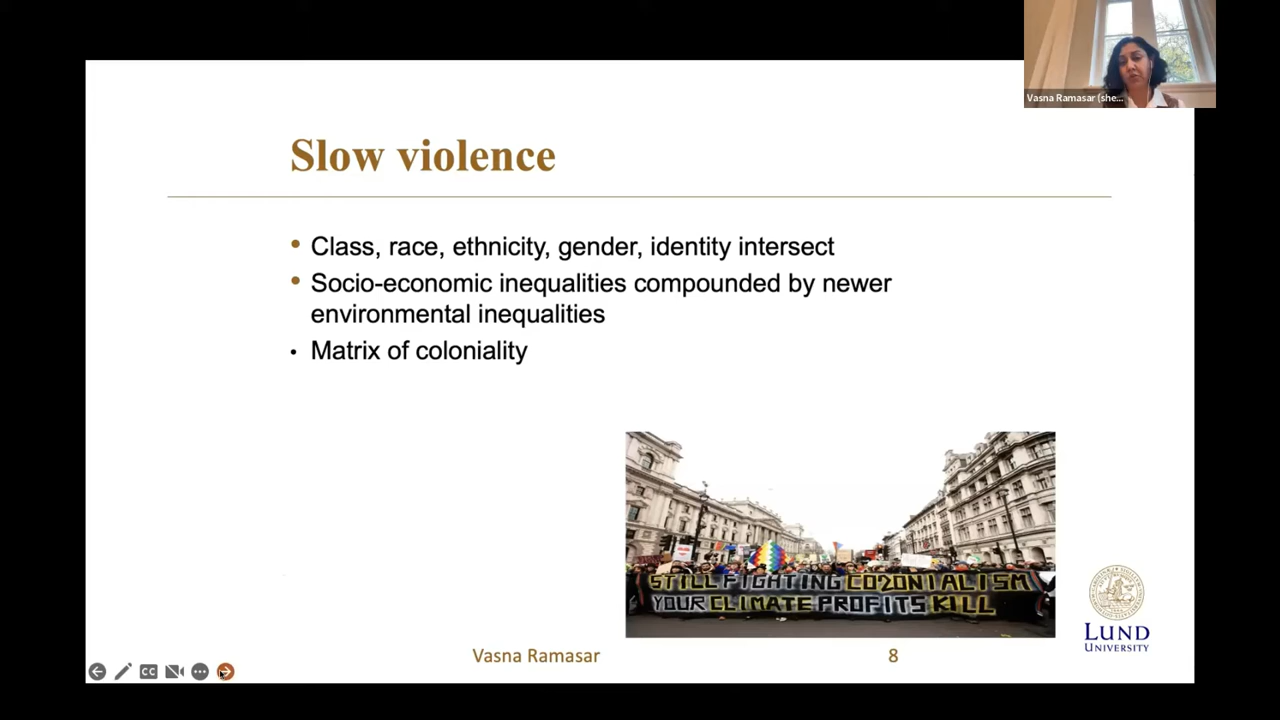 Vasna Ramasar (she...
Slow violence
• Class, race, ethnicity, gender, identity intersect
• Socio-economic inequalities compounded by newer
environmental inequalities
• Matrix of coloniality
STILL FIGHTING CO2ONIALISM
YOUR CLIMATE PROFITS KILL
LUND
UNIVERSITY
Vasna Ramasar
8
CC